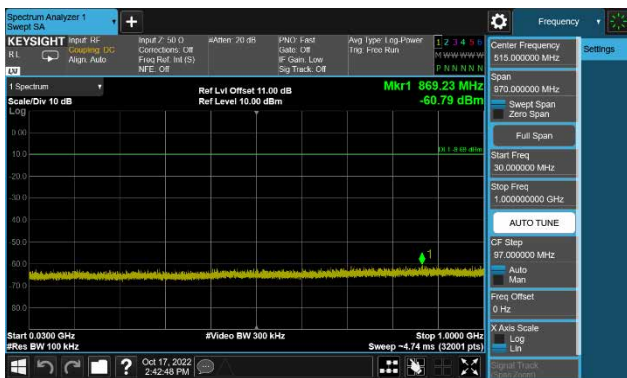 Spectrum Analyzer 1
Swept SA
Frequency
KEYSIGHT
Input: RF
Input Z: 50 Ω
#Atten: 20 dB
PNO: Fast
Avg Type: Log-Power
1 2 3 4 5 6
RL
Coupling: DC
Corrections: Off
Gate: Off
Trig: Free Run
M W W W W W
Align: Auto
Freq Ref: Int (S)
IF Gain: Low
NFE: Off
Sig Track: Off
P N N N N N
LV
1 Spectrum
Ref Lvl Offset 11.00 dB
Mkr1 869.23 MHz
Scale/Div 10 dB
Ref Level 10.00 dBm
-60.79 dBm
Log
0.00
-10.0
-20.0
-30.0
-40.0
-50.0
-60.0
-70.0
-80.0
1
Start 0.0300 GHz
#Video BW 300 kHz
Stop 1.0000 GHz
#Res BW 100 kHz
Sweep ~4.74 ms (32001 pts)
?
Oct 17, 2022
2:42:48 PM
Center Frequency
515.000000 MHz
Settings
Span
970.000000 MHz
Swept Span
Zero Span
Full Span
Start Freq
30.000000 MHz
Stop Freq
1.000000000 GHz
AUTO TUNE
CF Step
97.000000 MHz
Auto
Man
Freq Offset
0 Hz
X Axis Scale
Log
Lin
Signal Track
(Span Zoom)